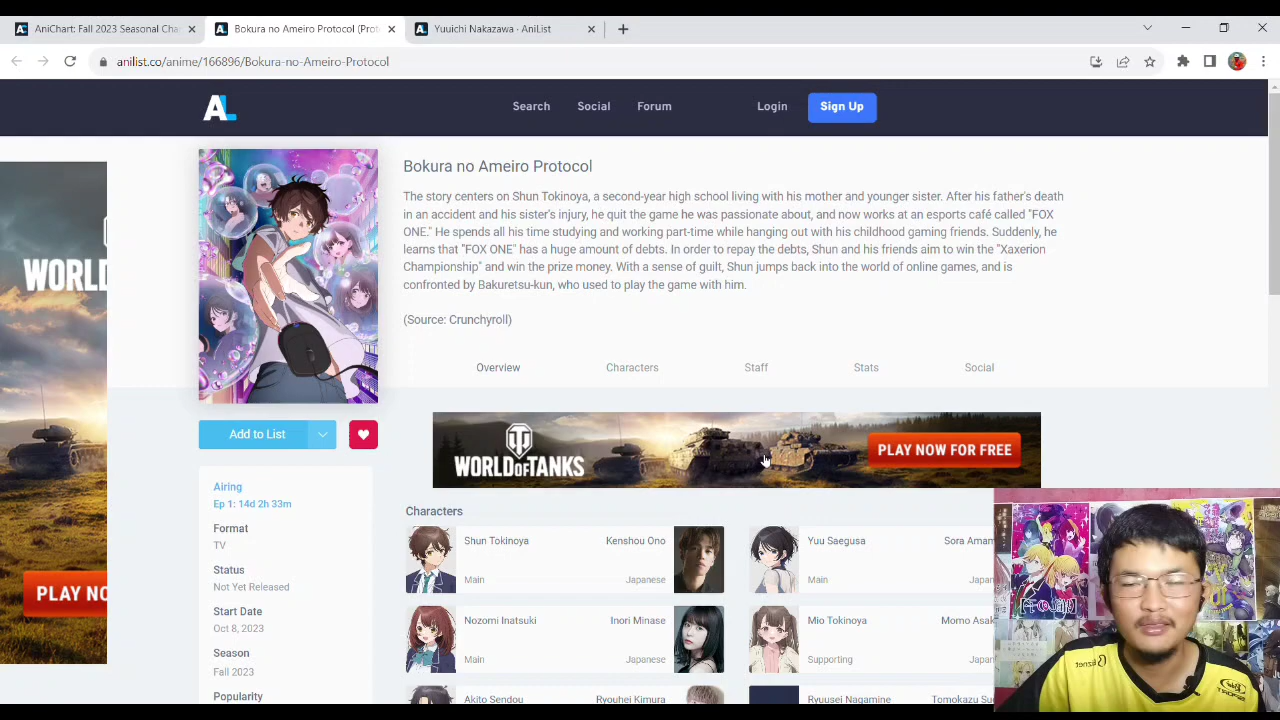 AniChart: Fall 2023 Seasonal Cha
Bokura no Ameiro Protocol (Prot
Yuuichi Nakazawa · AniList
anilist.co/anime/166896/Bokura-no-Ameiro-Protocol
AL
Search
Social
Forum
Login
Sign Up
Bokura no Ameiro Protocol
The story centers on Shun Tokinoya, a second-year high school living with his mother and younger sister. After his father's death
in an accident and his sister's injury, he quit the game he was passionate about, and now works at an esports café called "FOX
ONE." He spends all his time studying and working part-time while hanging out with his childhood gaming friends. Suddenly, he
learns that "FOX ONE" has a huge amount of debts. In order to repay the debts, Shun and his friends aim to win the "Xaxerion
Championship" and win the prize money. With a sense of guilt, Shun jumps back into the world of online games, and is
confronted by Bakuretsu-kun, who used to play the game with him.
(Source: Crunchyroll)
Overview
Characters
Staff
Stats
Social
WORLD
PLAY NO
Add to List
WORLD OF TANKS
PLAY NOW FOR FREE
Airing
Ep 1: 14d 2h 33m
Format
TV
Status
Not Yet Released
Start Date
Oct 8, 2023
Season
Fall 2023
Popularity
Characters
Shun Tokinoya
Kenshou Ono
Main
Japanese
Yuu Saegusa
Sora Amam
Main
Japan
Nozomi Inatsuki
Inori Minase
Main
Japanese
Mio Tokinoya
Momo Asak
Supporting
Japan
Akito Sendou
Ryouhei Kimura
Ryuusei Nagamine
Tomokazu Su